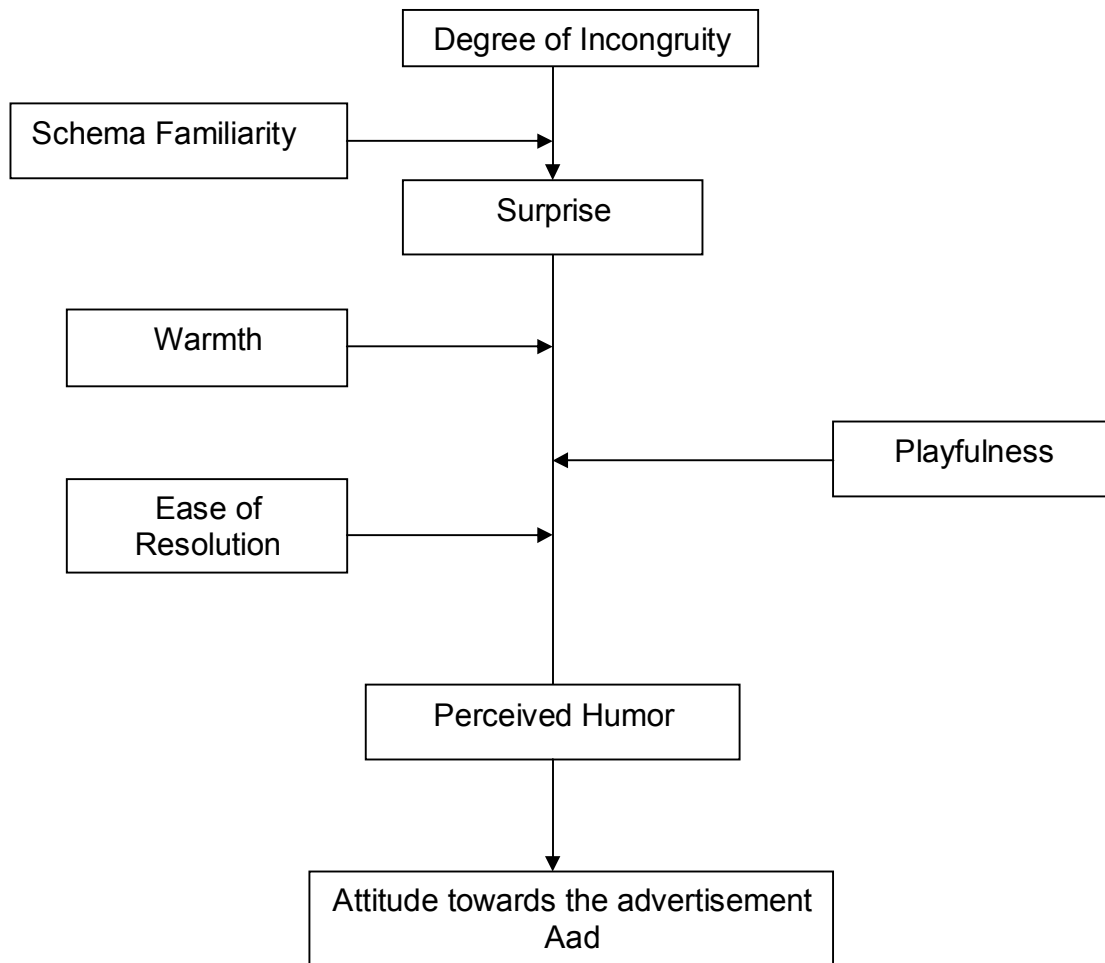 Degree of Incongruity
Schema Familiarity
Surprise
Warmth
Playfulness
Ease of
Resolution
Perceived Humor
Attitude towards the advertisement
Aad